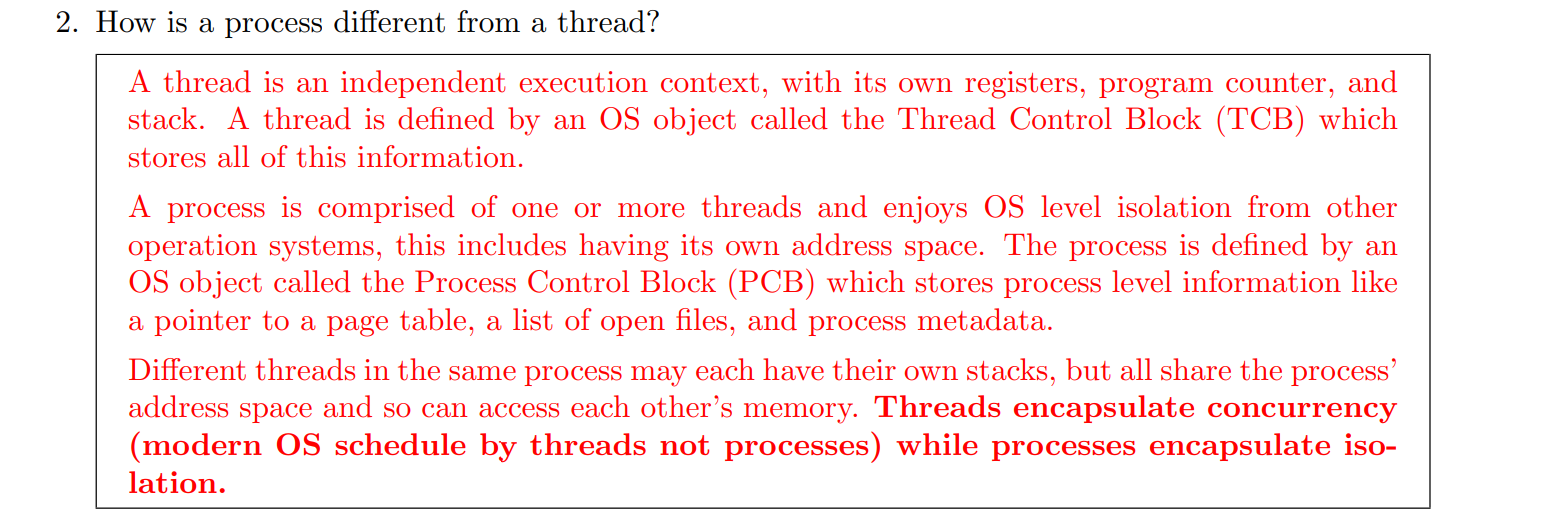 2. How is a process different from a thread?
A thread is an independent execution context, with its own registers, program counter, and
stack. A thread is defined by an OS object called the Thread Control Block (TCB) which
stores all of this information.
A process is comprised of one or more threads and enjoys OS level isolation from other
operation systems, this includes having its own address space. The process is defined by an
OS object called the Process Control Block (PCB) which stores process level information like
a pointer to a page table, a list of open files, and process metadata.
Different threads in the same process may each have their own stacks, but all share the process’
address space and so can access each other’s memory. Threads encapsulate concurrency
(modern OS schedule by threads not processes) while processes encapsulate iso-
lation.